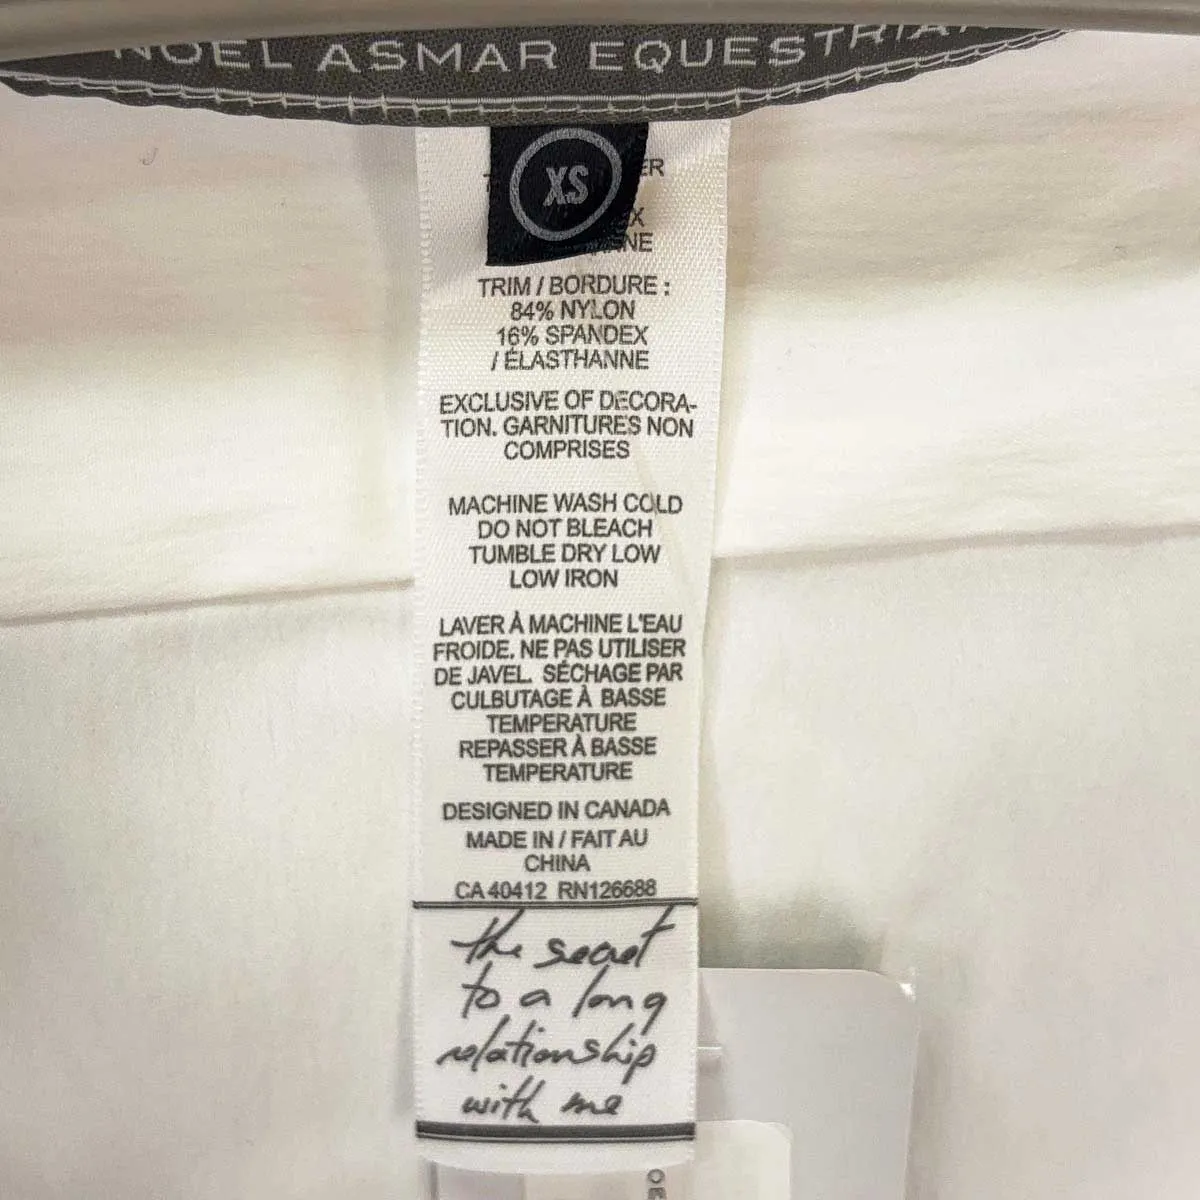 NOEL ASMAR EQUESTRIAN
XS
TRIM / BORDURE :
84% NYLON
16% SPANDEX
/ ÉLASTHANNE
EXCLUSIVE OF DECORA-
TION. GARNITURES NON
COMPRISES
MACHINE WASH COLD
DO NOT BLEACH
TUMBLE DRY LOW
LOW IRON
LAVER À MACHINE L'EAU
FROIDE. NE PAS UTILISER
DE JAVEL. SÉCHAGE PAR
CULBUTAGE À BASSE
TEMPERATURE
REPASSER À BASSE
TEMPERATURE
DESIGNED IN CANADA
MADE IN / FAIT AU
CHINA
CA 40412 RN126688
the secret
to a long
relationship
with me